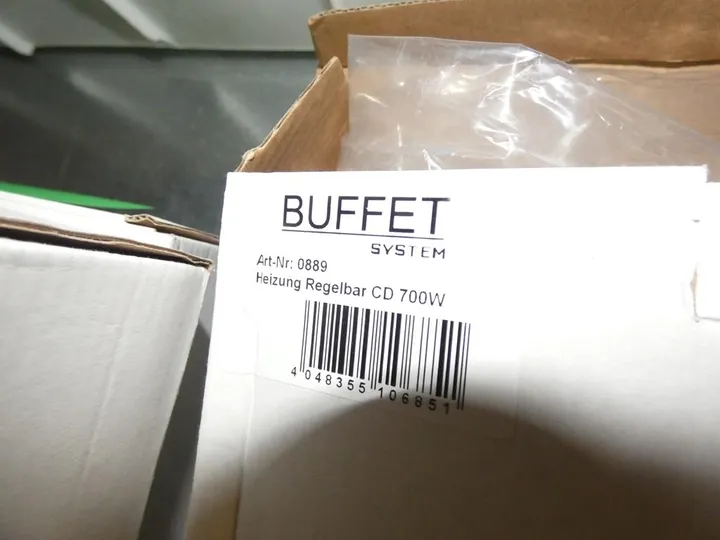 BUFFET
SYSTEM
Art-Nr: 0889
Heizung Regelbar CD 700W
4 048355 106851